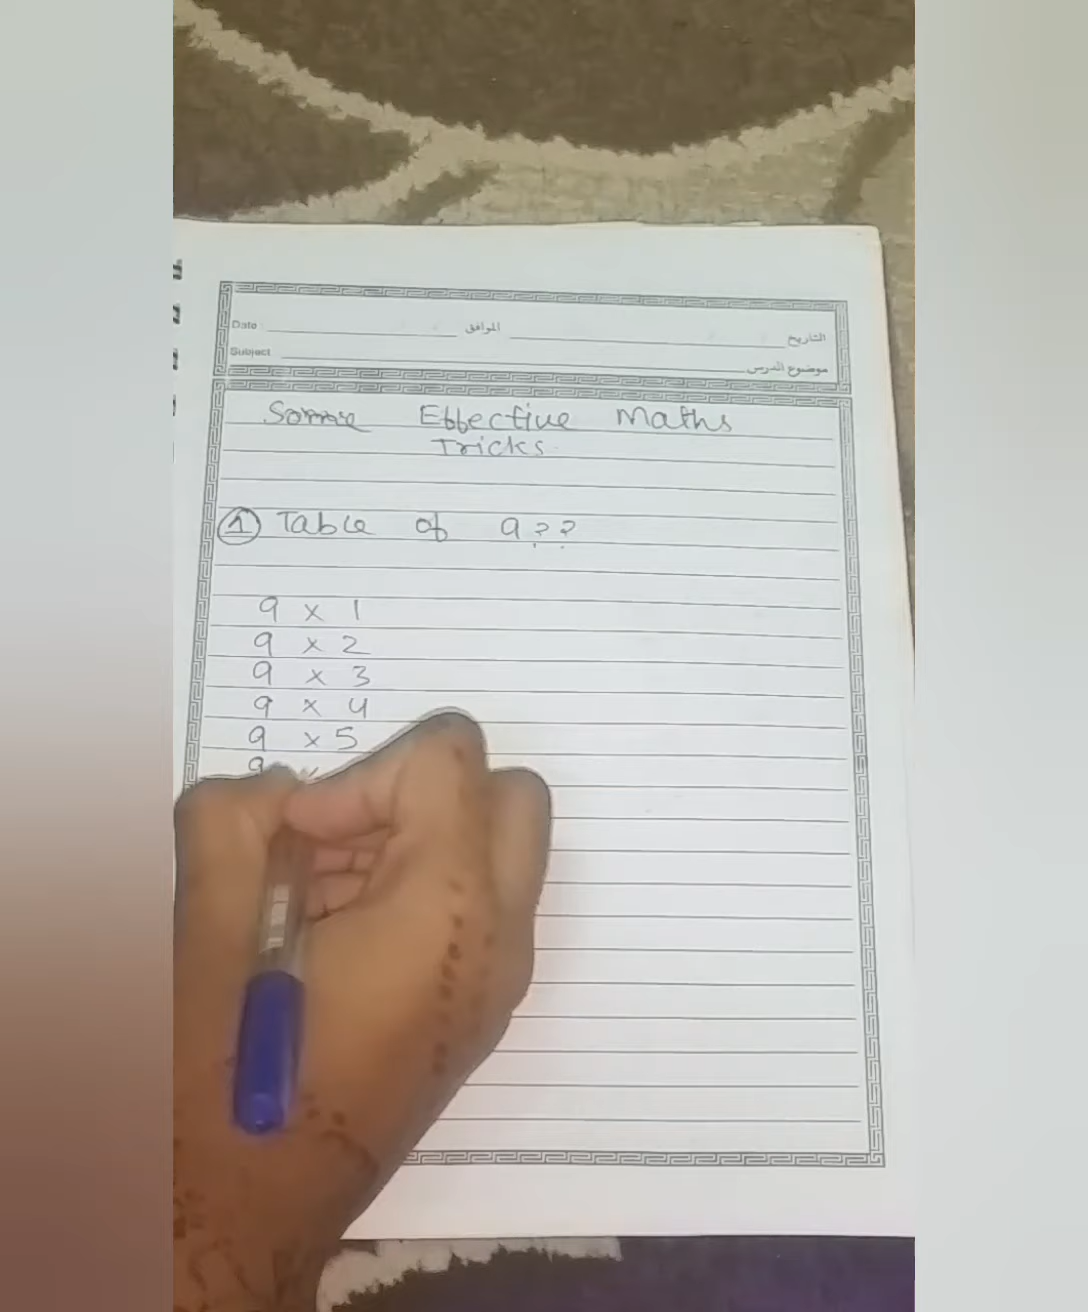 Date الموافق التاريخ
Subject موضوع الدرس
Some Effective Maths
Tricks
1 Table of 9??
9 x 1
9 x 2
9 x 3
9 x 4
9 x 5
9